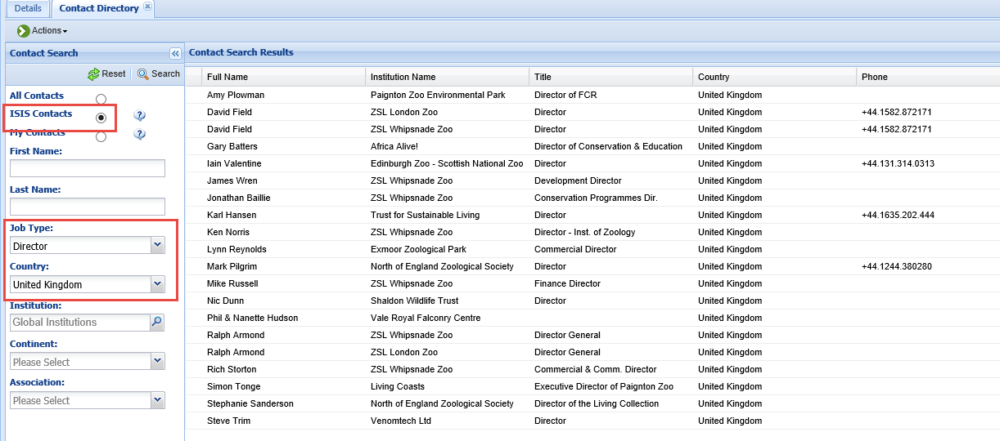 Details
Contact Directory
Actions
Contact Search
Reset
Search
All Contacts
ISIS Contacts
My Contacts
First Name:
Last Name:
Job Type:
Director
Country:
United Kingdom
Institution:
Global Institutions
Continent:
Please Select
Association:
Please Select
Contact Search Results
Full Name Institution Name Title Country Phone
Amy Plowman Paignton Zoo Environmental Park Director of FCR United Kingdom
David Field ZSL London Zoo Director United Kingdom +44.1582.872171
David Field ZSL Whipsnade Zoo Director United Kingdom +44.1582.872171
Gary Batters Africa Alive! Director of Conservation & Education United Kingdom
Iain Valentine Edinburgh Zoo - Scottish National Zoo Director United Kingdom +44.131.314.0313
James Wren ZSL Whipsnade Zoo Development Director United Kingdom
Jonathan Baillie ZSL Whipsnade Zoo Conservation Programmes Dir. United Kingdom
Karl Hansen Trust for Sustainable Living Director United Kingdom +44.1635.202.444
Ken Norris ZSL Whipsnade Zoo Director - Inst. of Zoology United Kingdom
Lynn Reynolds Exmoor Zoological Park Commercial Director United Kingdom
Mark Pilgrim North of England Zoological Society Director United Kingdom +44.1244.380280
Mike Russell ZSL Whipsnade Zoo Finance Director United Kingdom
Nic Dunn Shaldon Wildlife Trust Director United Kingdom
Phil & Nanette Hudson Vale Royal Falconry Centre United Kingdom
Ralph Armond ZSL Whipsnade Zoo Director General United Kingdom
Ralph Armond ZSL London Zoo Director General United Kingdom
Rich Storton ZSL Whipsnade Zoo Commercial & Comm. Director United Kingdom
Simon Tonge Living Coasts Executive Director of Paignton Zoo United Kingdom
Stephanie Sanderson North of England Zoological Society Director of the Living Collection United Kingdom
Steve Trim Venomtech Ltd Director United Kingdom